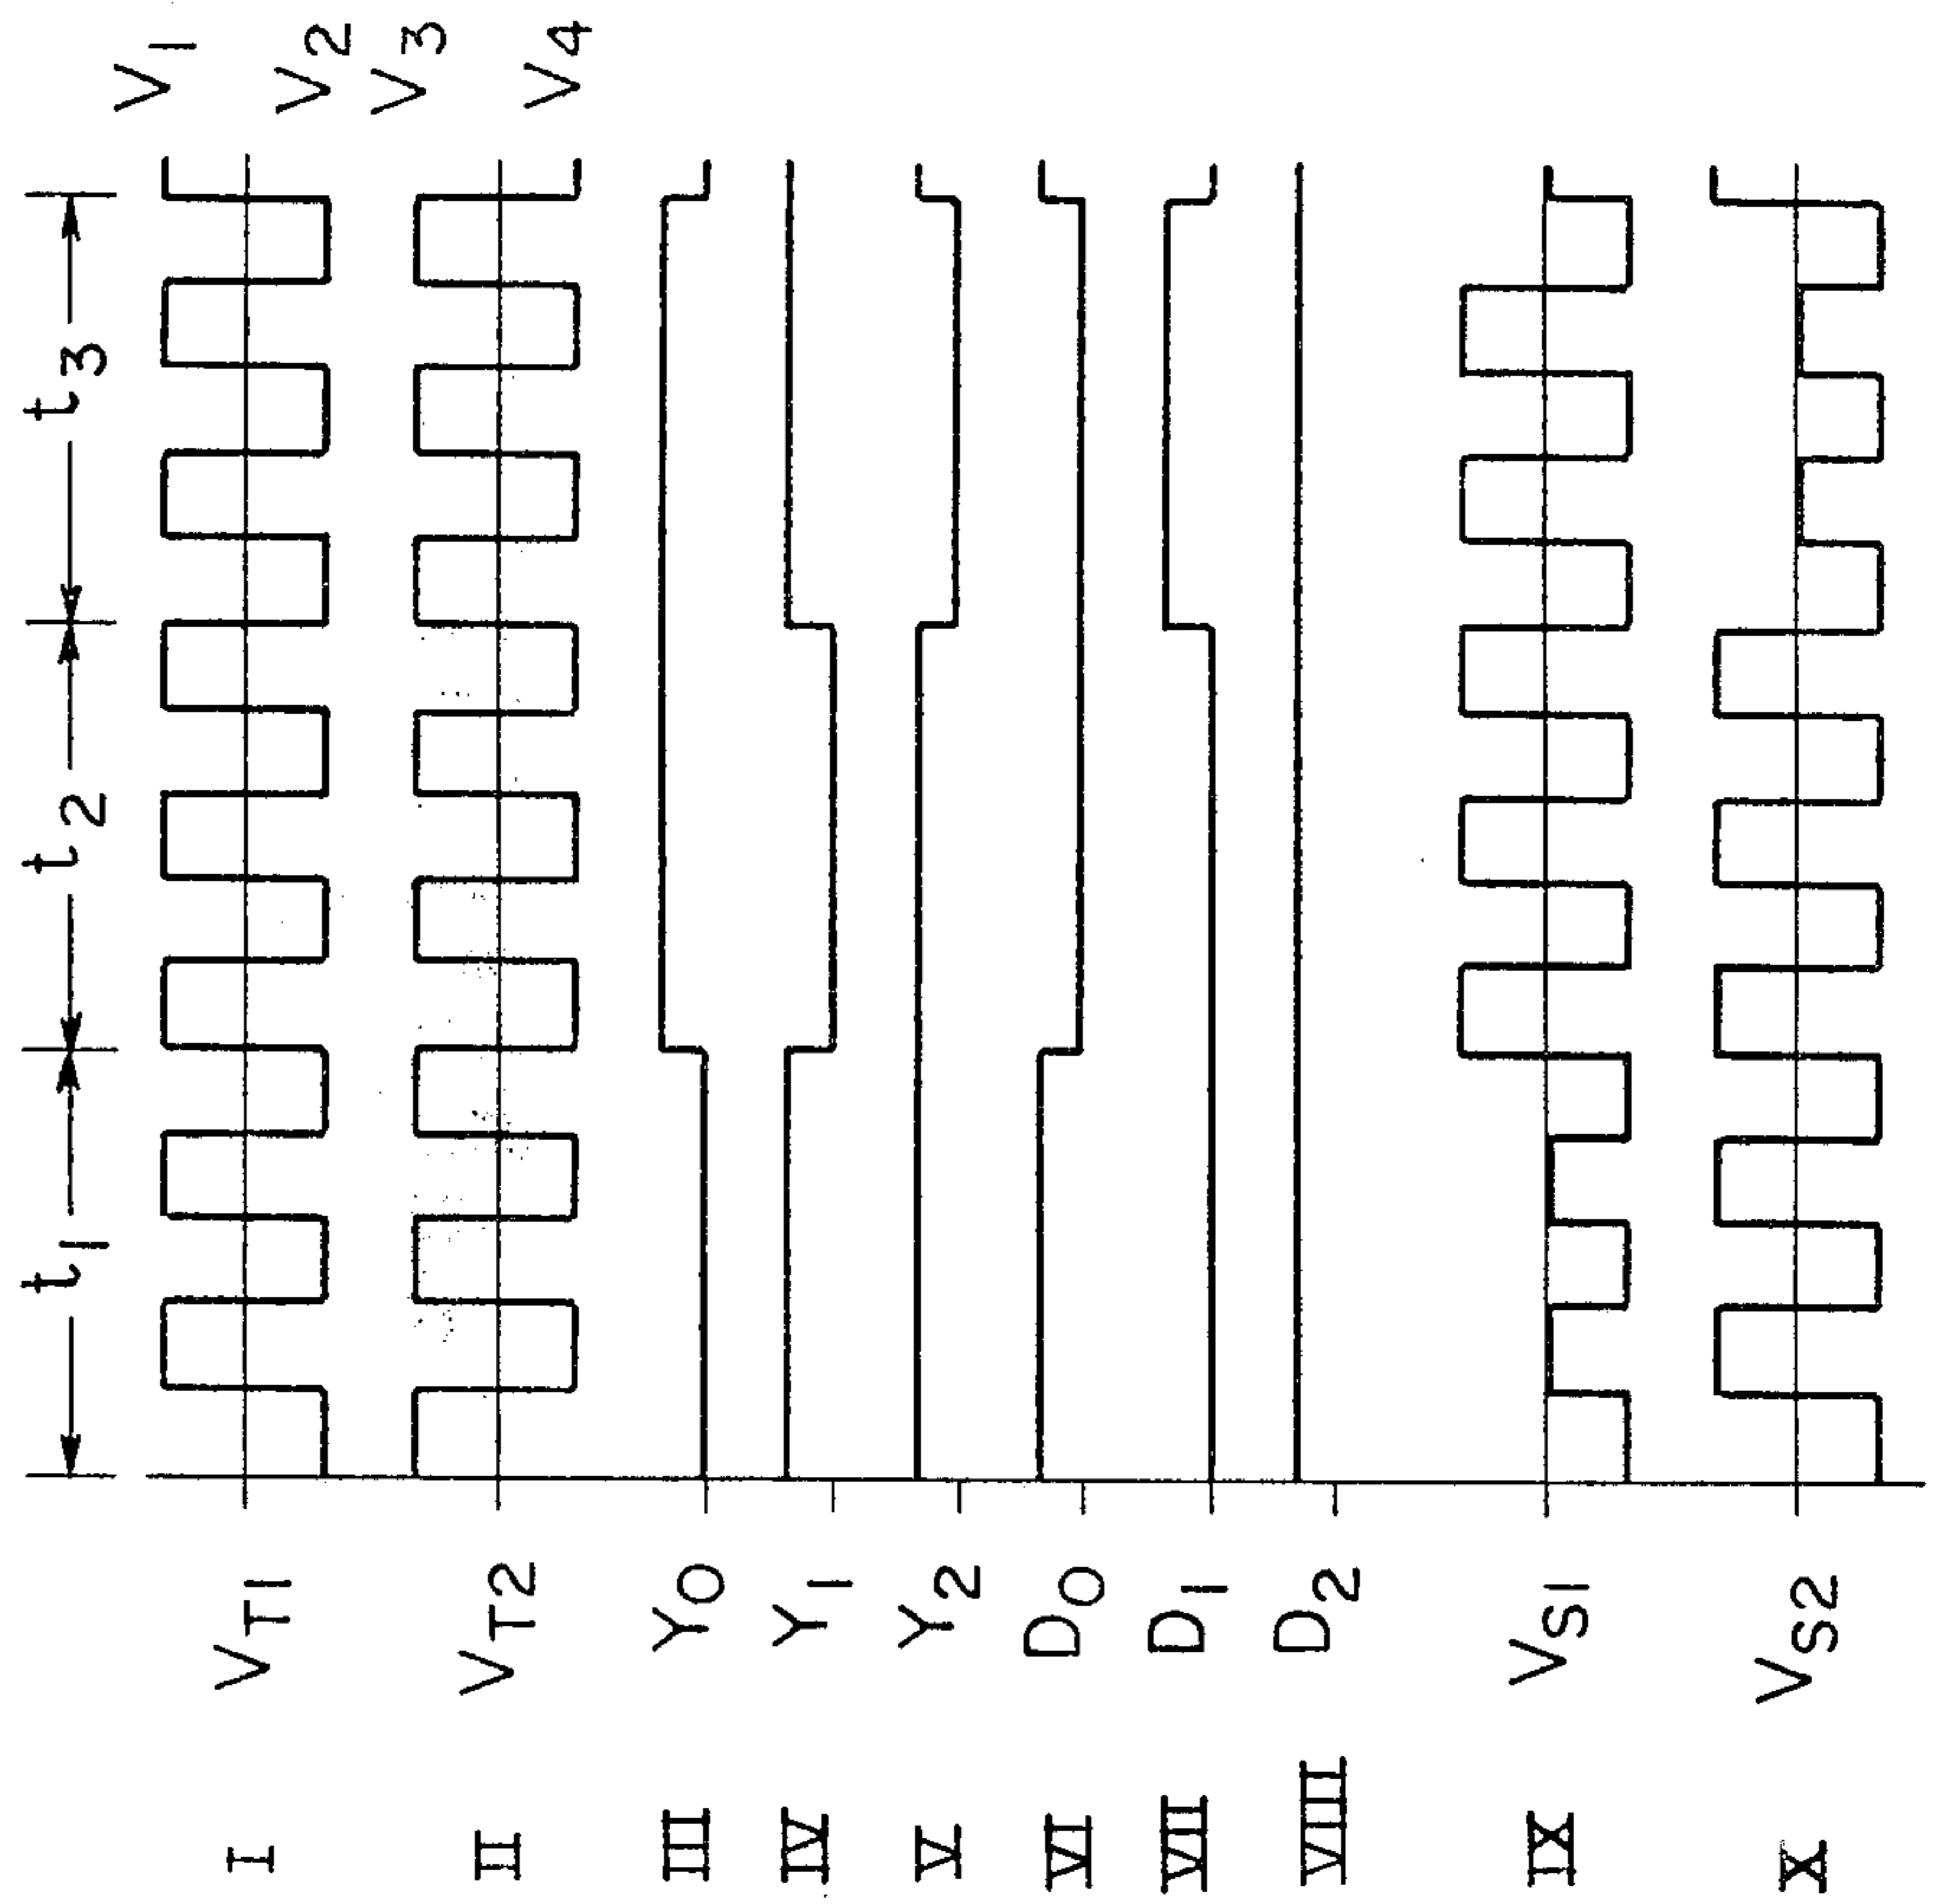 t1 t2 t3
I VT1 V1
V2
II VT2 V3
V4
III Y0
IV Y1
V Y2
VI D0
VII D1
VIII D2
IX VS1
X VS2